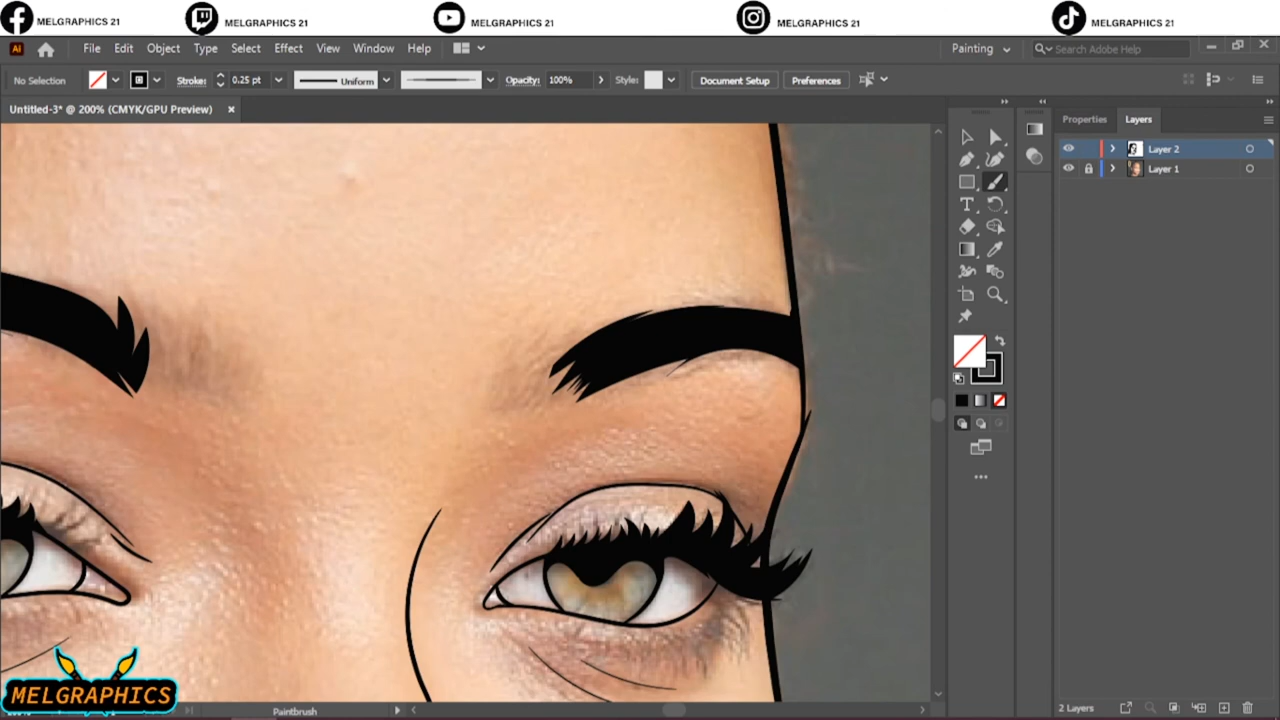 MELGRAPHICS 21 MELGRAPHICS 21 MELGRAPHICS 21 MELGRAPHICS 21 MELGRAPHICS 21
Ai File Edit Object Type Select Effect View Window Help Painting Search Adobe Help
No Selection Stroke: 0.25 pt Uniform Opacity: 100% Style: Document Setup Preferences
Untitled-3* @ 200% (CMYK/GPU Preview) × Properties Layers
Layer 2
Layer 1
MELGRAPHICS
Paintbrush 2 Layers